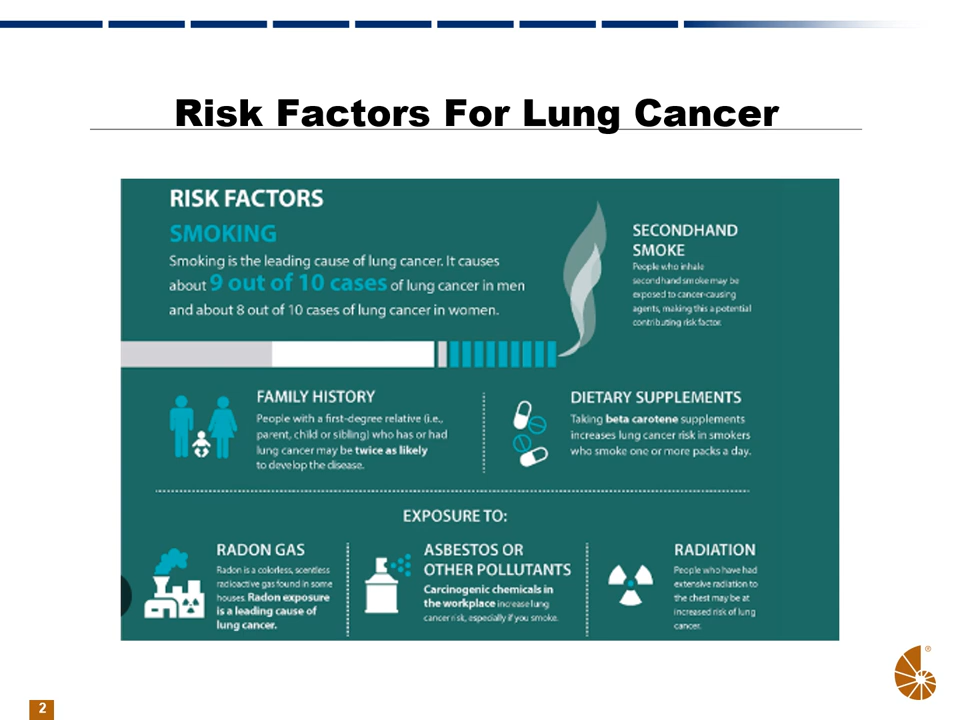 Risk Factors For Lung Cancer
RISK FACTORS
SMOKING
Smoking is the leading cause of lung cancer. It causes
about 9 out of 10 cases of lung cancer in men
and about 8 out of 10 cases of lung cancer in women.
SECONDHAND
SMOKE
People who inhale
secondhand smoke may be
exposed to cancer-causing
agents, making this a potential
contributing risk factor.
FAMILY HISTORY
People with a first-degree relative (i.e.,
parent, child or sibling) who has or had
lung cancer may be twice as likely
to develop the disease.
DIETARY SUPPLEMENTS
Taking beta carotene supplements
increases lung cancer risk in smokers
who smoke one or more packs a day.
EXPOSURE TO:
RADON GAS
Radon is a colorless, scentless
radioactive gas found in some
houses. Radon exposure
is a leading cause of
lung cancer.
ASBESTOS OR
OTHER POLLUTANTS
Carcinogenic chemicals in
the workplace increase lung
cancer risk, especially if you smoke.
RADIATION
People who have had
extensive radiation to
the chest may be at
increased risk of lung
cancer.
®
2